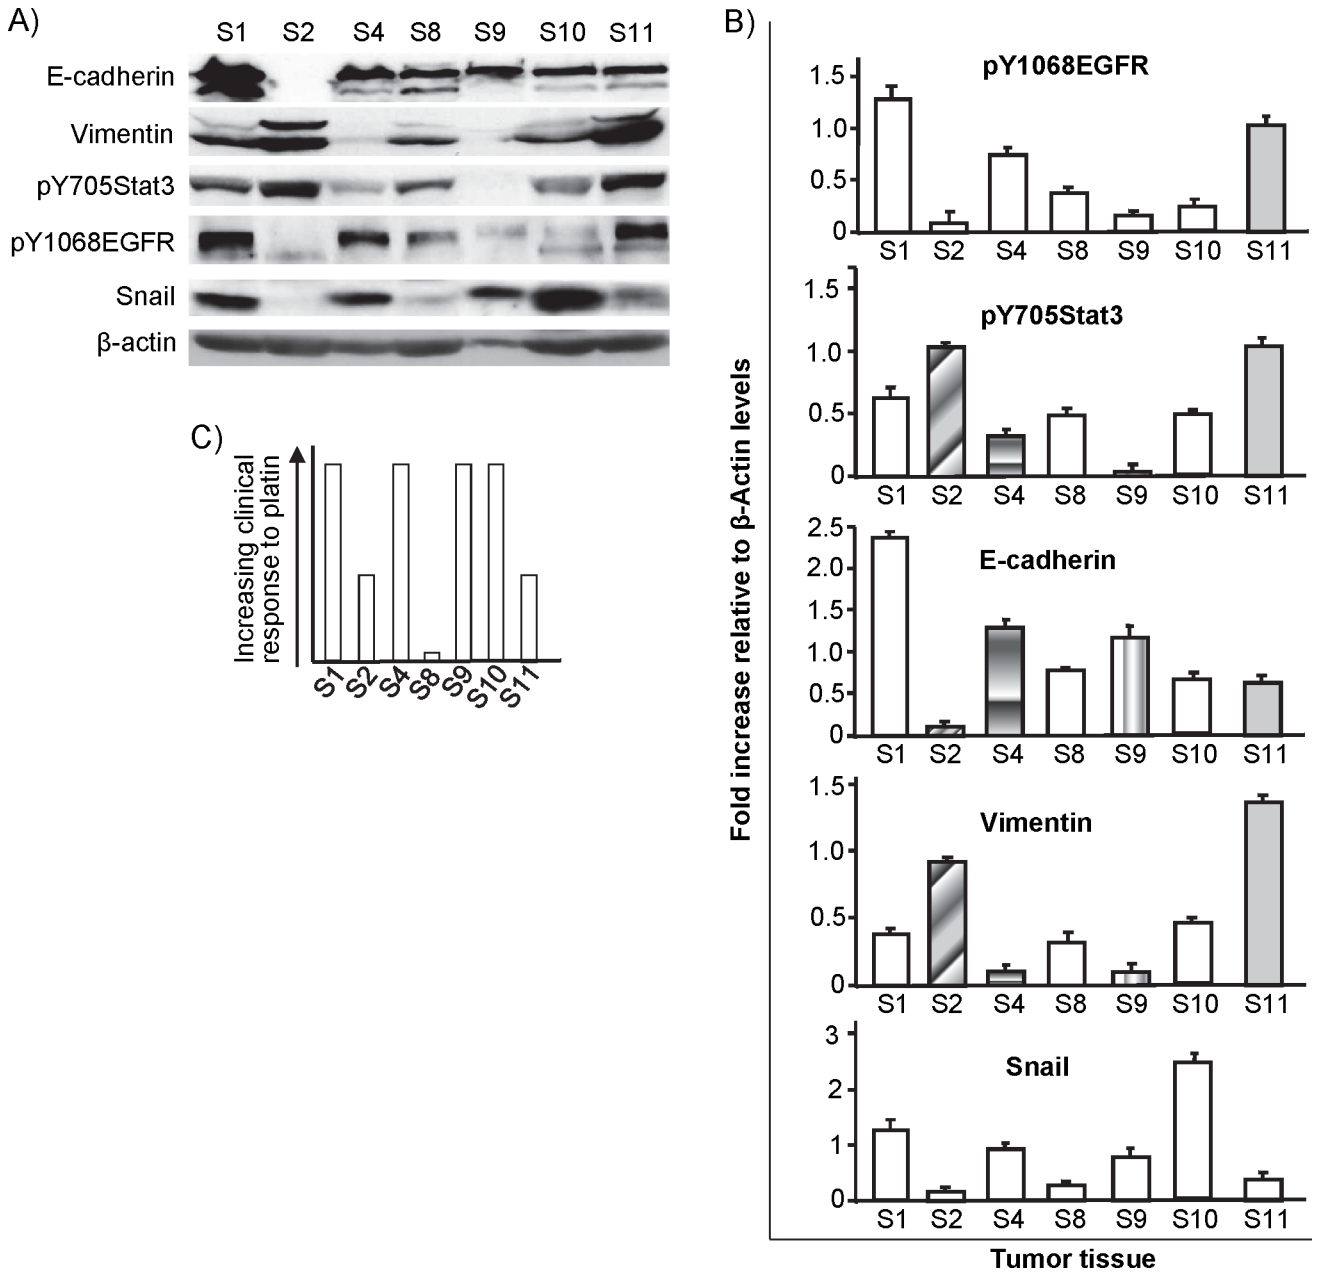 A)
S1 S2 S4 S8 S9 S10 S11
E-cadherin
Vimentin
pY705Stat3
pY1068EGFR
Snail
β-actin
C)
Increasing clinical
response to platin
S1 S2 S4 S8 S9 S10 S11
B)
Fold increase relative to β-Actin levels
pY1068EGFR
1.5
1.0
0.5
0
S1 S2 S4 S8 S9 S10 S11
pY705Stat3
1.5
1.0
0.5
0
S1 S2 S4 S8 S9 S10 S11
E-cadherin
2.5
2.0
1.5
1.0
0.5
0
S1 S2 S4 S8 S9 S10 S11
Vimentin
1.5
1.0
0.5
0
S1 S2 S4 S8 S9 S10 S11
Snail
3
2
1
0
S1 S2 S4 S8 S9 S10 S11
Tumor tissue